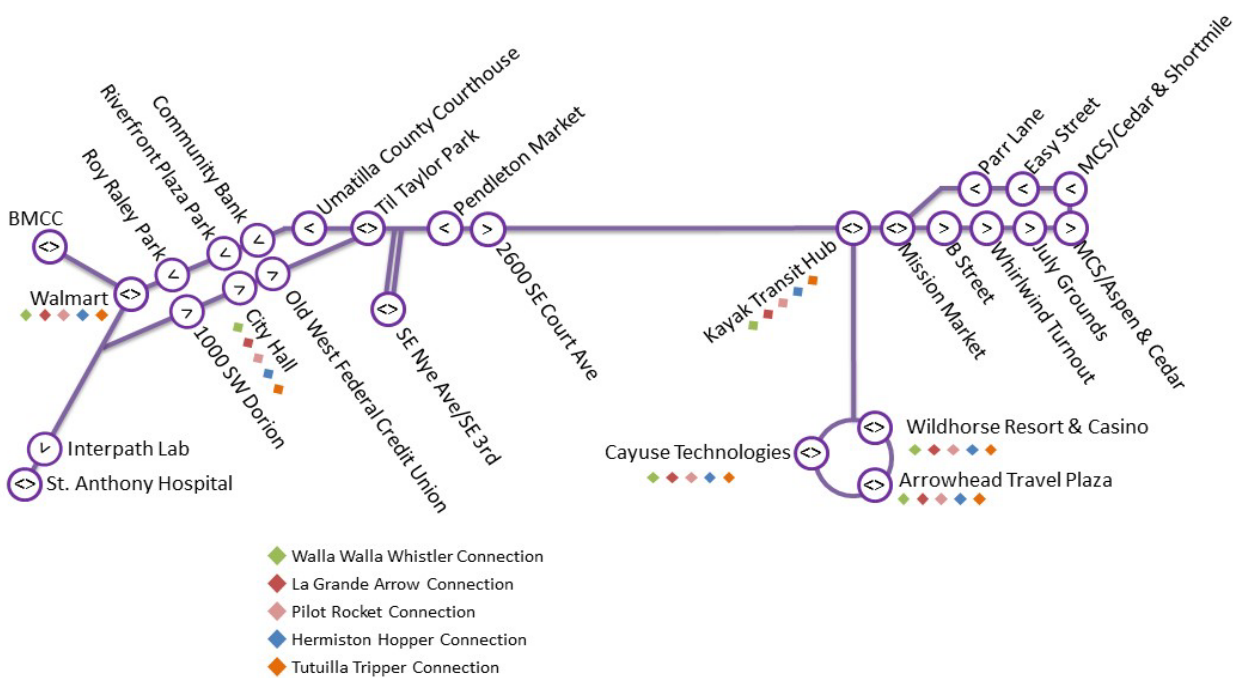 BMCC
Walmart
Roy Raley Park
Riverfront Plaza Park
Community Bank
Umatilla County Courthouse
Til Taylor Park
Pendleton Market
2600 SE Court Ave
SE Nye Ave/SE 3rd
Old West Federal Credit Union
City Hall
1000 SW Dorion
Interpath Lab
St. Anthony Hospital
Kayak Transit Hub
Mission Market
B Street
Whirlwind Turnout
July Grounds
MCS/Aspen & Cedar
MCS/Cedar & Shortmile
Easy Street
Parr Lane
Cayuse Technologies
Wildhorse Resort & Casino
Arrowhead Travel Plaza
Walla Walla Whistler Connection
La Grande Arrow Connection
Pilot Rocket Connection
Hermiston Hopper Connection
Tutuilla Tripper Connection